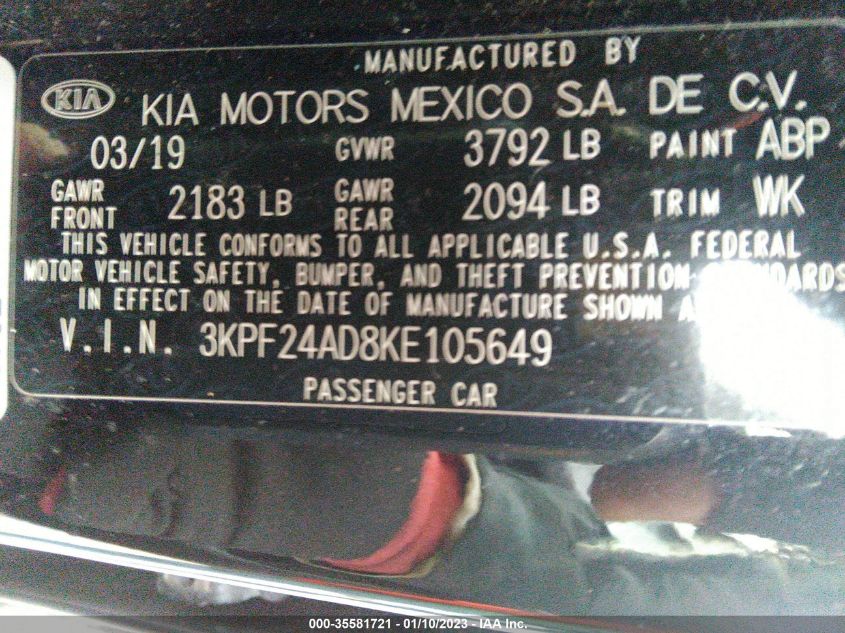 MANUFACTURED BY
KIA KIA MOTORS MEXICO S.A. DE C.V.
03/19 GVWR 3792 LB PAINT ABP
GAWR FRONT 2183 LB GAWR REAR 2094 LB TRIM WK
THIS VEHICLE CONFORMS TO ALL APPLICABLE U.S.A. FEDERAL
MOTOR VEHICLE SAFETY, BUMPER, AND THEFT PREVENTION
IN EFFECT ON THE DATE OF MANUFACTURE SHOWN
V.I.N. 3KPF24AD8KE105649
PASSENGER CAR
000-35581721 - 01/10/2023 - IAA Inc.